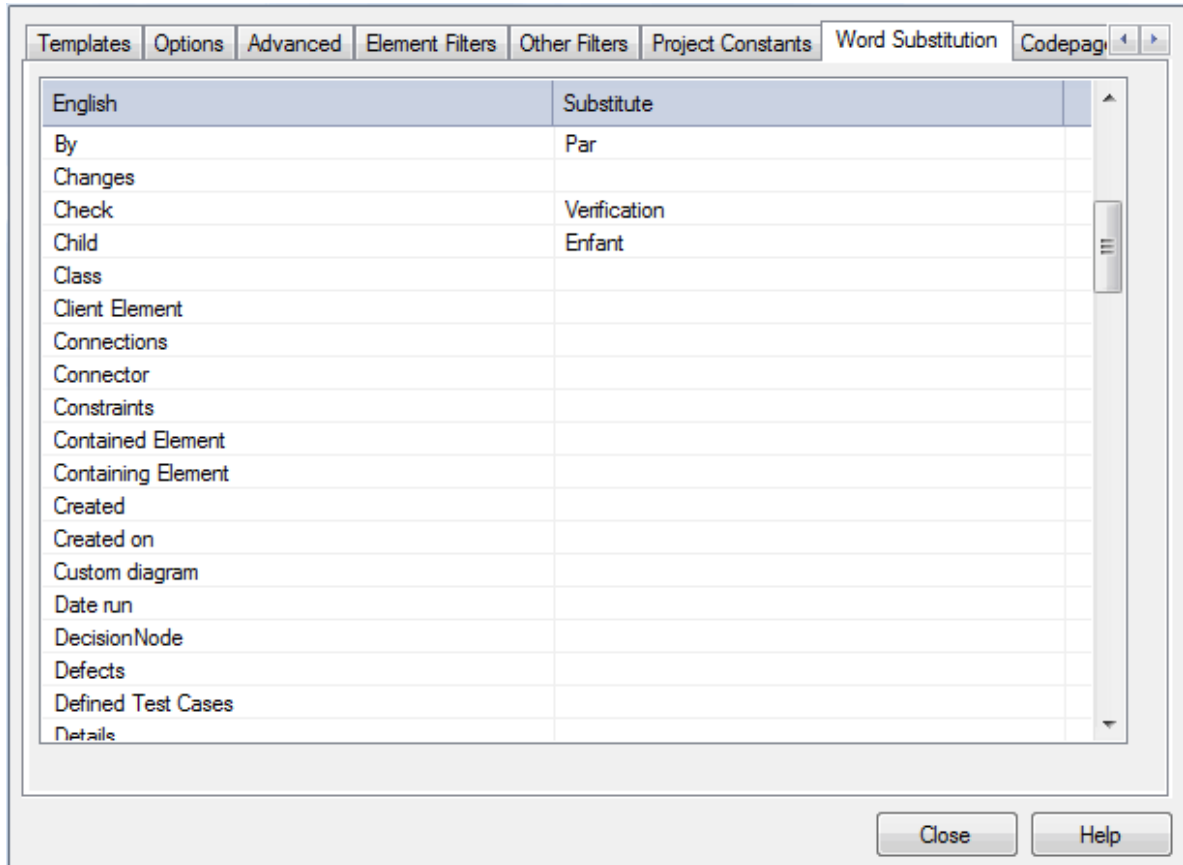 Templates Options Advanced Element Filters Other Filters Project Constants Word Substitution Codepag
English Substitute
By Par
Changes
Check Verification
Child Enfant
Class
Client Element
Connections
Connector
Constraints
Contained Element
Containing Element
Created
Created on
Custom diagram
Date run
DecisionNode
Defects
Defined Test Cases
Details
Close Help